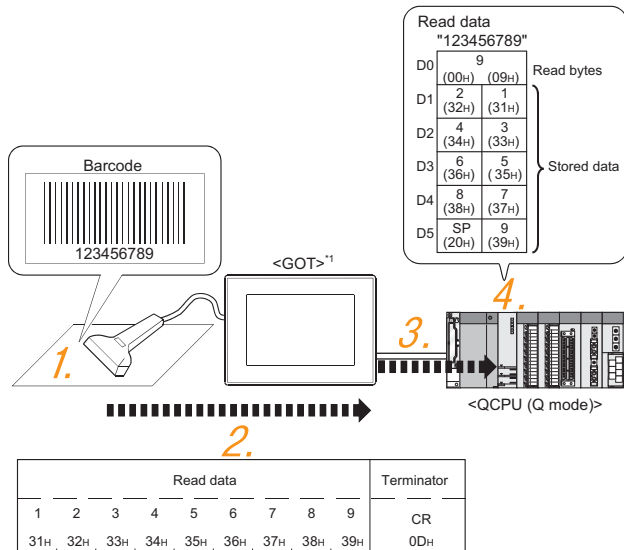 Read data
"123456789"
D0 9 Read bytes
(00H) (09H)
D1 2 1
(32H) (31H)
D2 4 3
(34H) (33H)
D3 6 5 Stored data
(36H) ( 35H)
D4 8 7
(38H) (37H)
D5 SP 9
(20H) (39H)
Barcode
123456789
<GOT>*1
1.
2.
3.
4.
<QCPU (Q mode)>
Read data Terminator
1 2 3 4 5 6 7 8 9 CR
31H 32H 33H 34H 35H 36H 37H 38H 39H 0DH